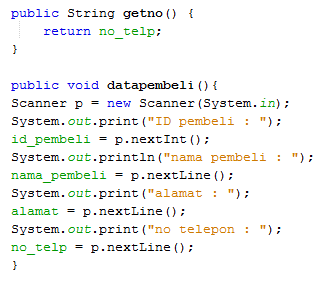 public String getno() {
    return no_telp;
}

public void datapembeli(){
Scanner p = new Scanner(System.in);
System.out.print("ID pembeli : ");
id_pembeli = p.nextInt();
System.out.println("nama pembeli : ");
nama_pembeli = p.nextLine();
System.out.print("alamat : ");
alamat = p.nextLine();
System.out.print("no telepon : ");
no_telp = p.nextLine();
}